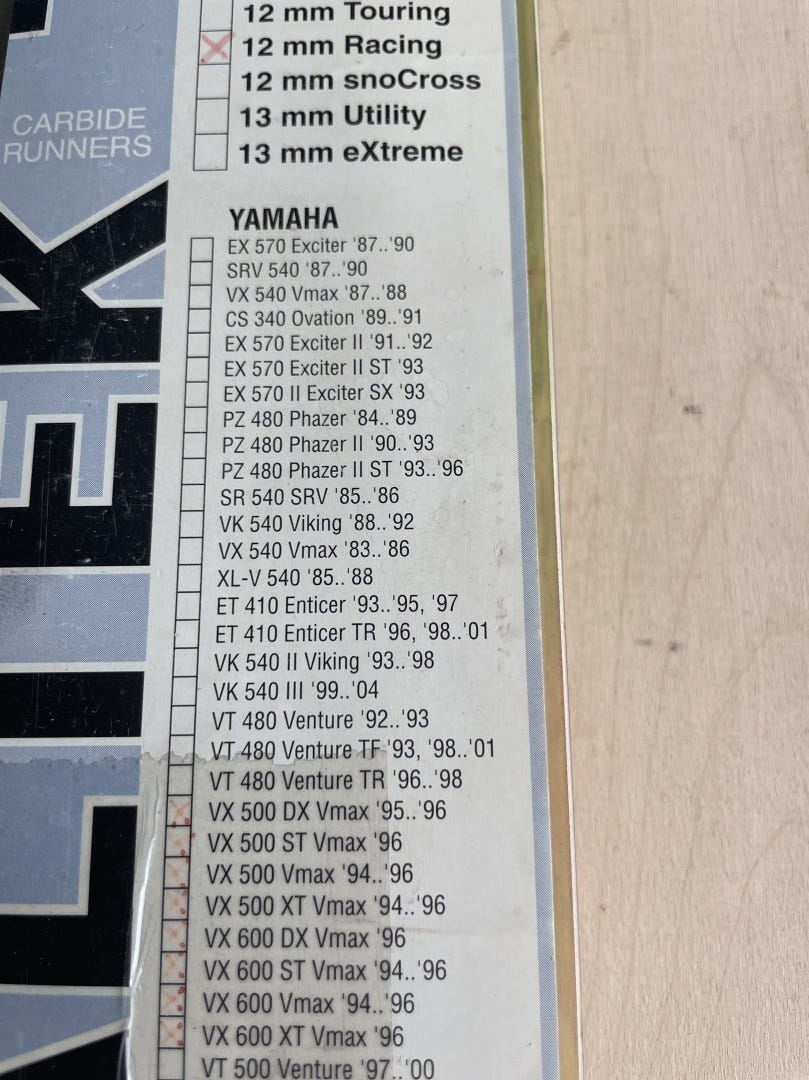 12 mm Touring
12 mm Racing
12 mm snoCross
13 mm Utility
13 mm eXtreme
CARBIDE
RUNNERS
YAMAHA
EX 570 Exciter '87..'90
SRV 540 '87..'90
VX 540 Vmax '87..'88
CS 340 Ovation '89..'91
EX 570 Exciter II '91..'92
EX 570 Exciter II ST '93
EX 570 II Exciter SX '93
PZ 480 Phazer '84..'89
PZ 480 Phazer II '90..'93
PZ 480 Phazer II ST '93..'96
SR 540 SRV '85..'86
VK 540 Viking '88..'92
VX 540 Vmax '83..'86
XL-V 540 '85..'88
ET 410 Enticer '93..'95, '97
ET 410 Enticer TR '96, '98..'01
VK 540 II Viking '93..'98
VK 540 III '99..'04
VT 480 Venture '92..'93
VT 480 Venture TF '93, '98..'01
VT 480 Venture TR '96..'98
VX 500 DX Vmax '95..'96
VX 500 ST Vmax '96
VX 500 Vmax '94..'96
VX 500 XT Vmax '94..'96
VX 600 DX Vmax '96
VX 600 ST Vmax '94..'96
VX 600 Vmax '94..'96
VX 600 XT Vmax '96
VT 500 Venture '97..'00